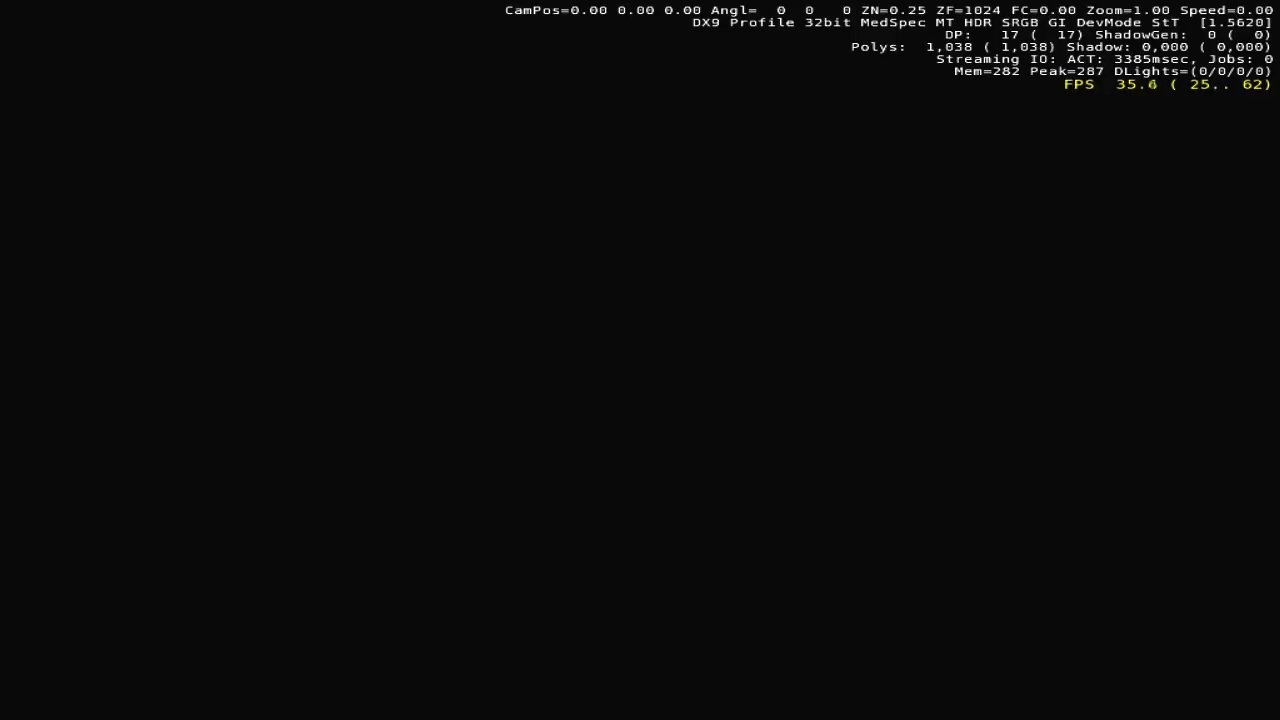 CamPos=0.00 0.00 0.00 Angl=  0  0   0 ZN=0.25 ZF=1024 FC=0.00 Zoom=1.00 Speed=0.00
DX9 Profile 32bit MedSpec MT HDR SRGB GI DevMode StT  [1.5620]
DP:   17 (  17) ShadowGen:  0 (  0)
Polys:  1,038 ( 1,038) Shadow: 0,000 ( 0,000)
Streaming IO: ACT: 3385msec, Jobs: 0
Mem=282 Peak=287 DLights=(0/0/0/0)
FPS  35.6 ( 25.. 62)